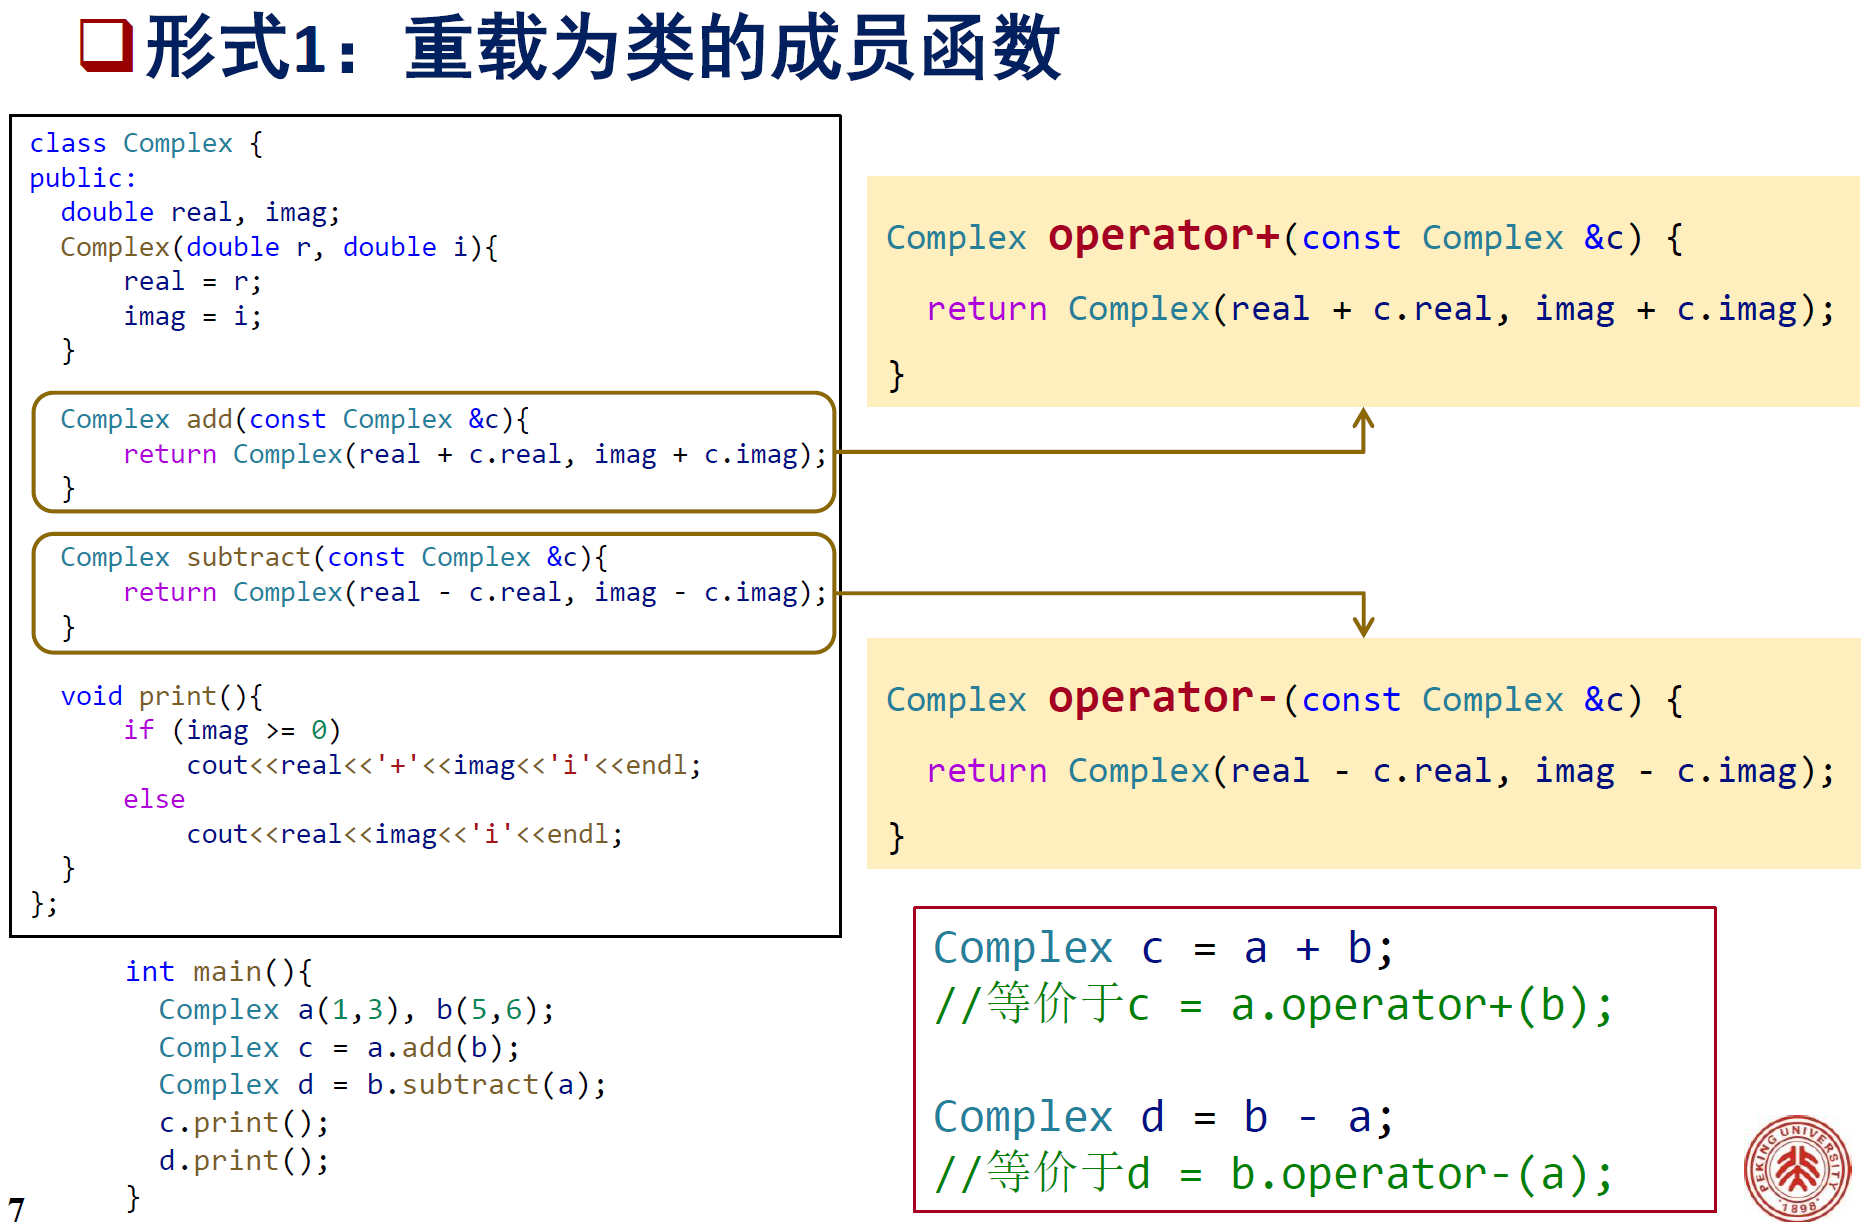 形式1：重载为类的成员函数
class Complex {
public:
double real, imag;
Complex(double r, double i){
real = r;
imag = i;
}
Complex add(const Complex &c){
return Complex(real + c.real, imag + c.imag);
}
Complex subtract(const Complex &c){
return Complex(real - c.real, imag - c.imag);
}
void print(){
if (imag >= 0)
cout<<real<<'+'<<imag<<'i'<<endl;
else
cout<<real<<imag<<'i'<<endl;
}
};
int main(){
Complex a(1,3), b(5,6);
Complex c = a.add(b);
Complex d = b.subtract(a);
c.print();
d.print();
}
Complex operator+(const Complex &c) {
return Complex(real + c.real, imag + c.imag);
}
Complex operator-(const Complex &c) {
return Complex(real - c.real, imag - c.imag);
}
Complex c = a + b;
//等价于c = a.operator+(b);
Complex d = b - a;
//等价于d = b.operator-(a);
PEKING UNIVERSITY
1898
7